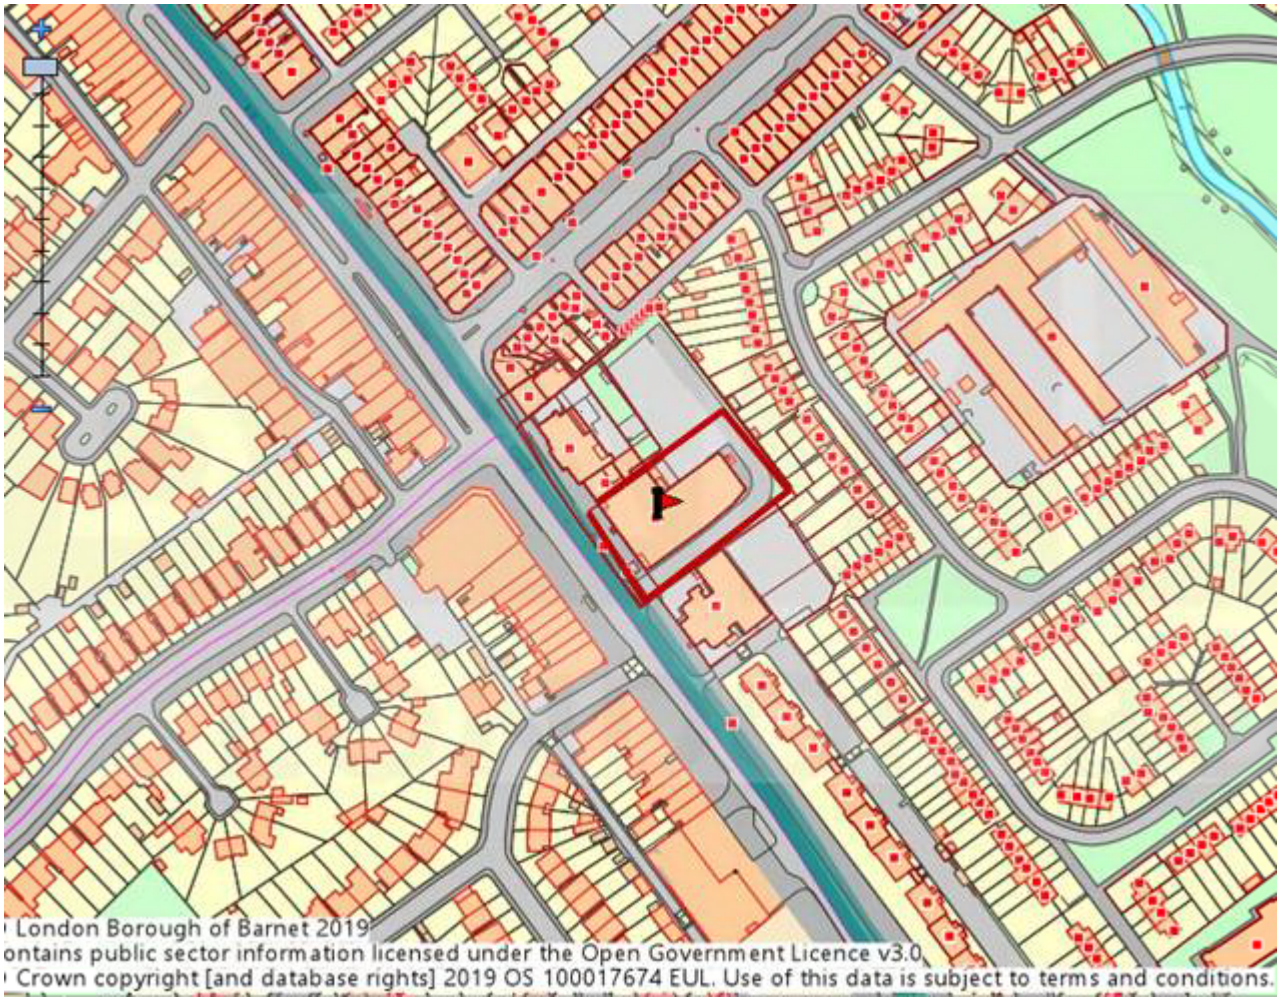 London Borough of Barnet 2019
ontains public sector information licensed under the Open Government Licence v3.0
Crown copyright [and database rights] 2019 OS 100017674 EUL. Use of this data is subject to terms and conditions.